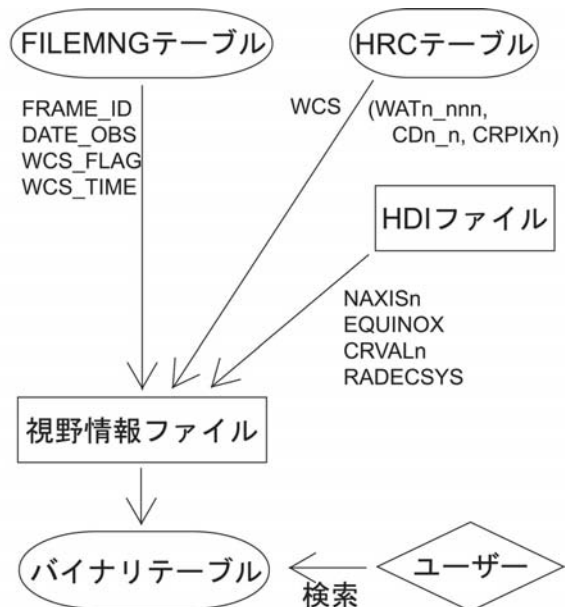 FILEMNGテーブル
HRCテーブル
FRAME_ID
DATE_OBS
WCS_FLAG
WCS_TIME
WCS (WATn_nnn,
CDn_n, CRPIXn)
HDIファイル
NAXISn
EQUINOX
CRVALn
RADECSYS
視野情報ファイル
バイナリテーブル
検索
ユーザー